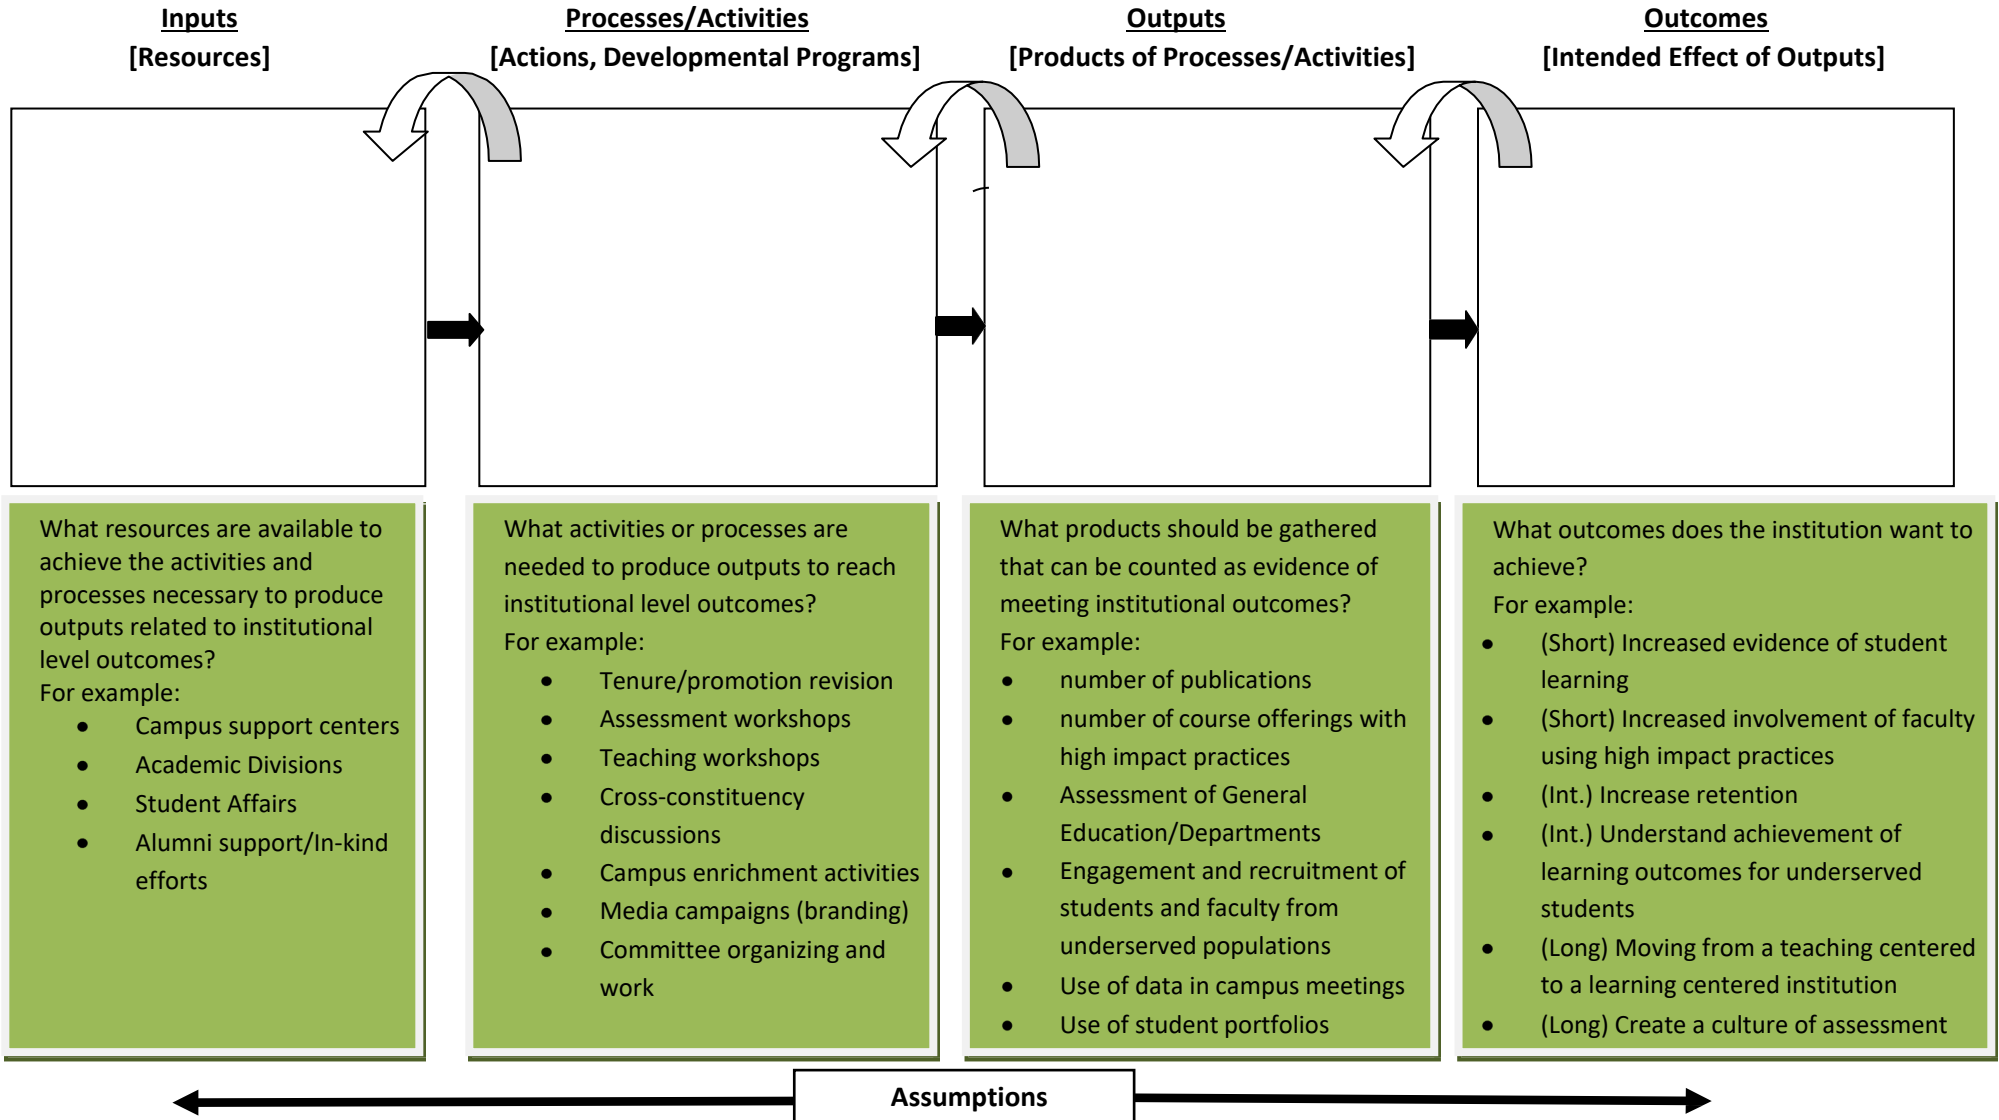 Inputs
[Resources]
Processes/Activities
[Actions, Developmental Programs]
Outputs
[Products of Processes/Activities]
Outcomes
[Intended Effect of Outputs]
What resources are available to
achieve the activities and
processes necessary to produce
outputs related to institutional
level outcomes?
For example:
• Campus support centers
• Academic Divisions
• Student Affairs
• Alumni support/In-kind
efforts
What activities or processes are
needed to produce outputs to reach
institutional level outcomes?
For example:
• Tenure/promotion revision
• Assessment workshops
• Teaching workshops
• Cross-constituency
discussions
• Campus enrichment activities
• Media campaigns (branding)
• Committee organizing and
work
What products should be gathered
that can be counted as evidence of
meeting institutional outcomes?
For example:
• number of publications
• number of course offerings with
high impact practices
• Assessment of General
Education/Departments
• Engagement and recruitment of
students and faculty from
underserved populations
• Use of data in campus meetings
• Use of student portfolios
What outcomes does the institution want to
achieve?
For example:
• (Short) Increased evidence of student
learning
• (Short) Increased involvement of faculty
using high impact practices
• (Int.) Increase retention
• (Int.) Understand achievement of
learning outcomes for underserved
students
• (Long) Moving from a teaching centered
to a learning centered institution
• (Long) Create a culture of assessment
Assumptions